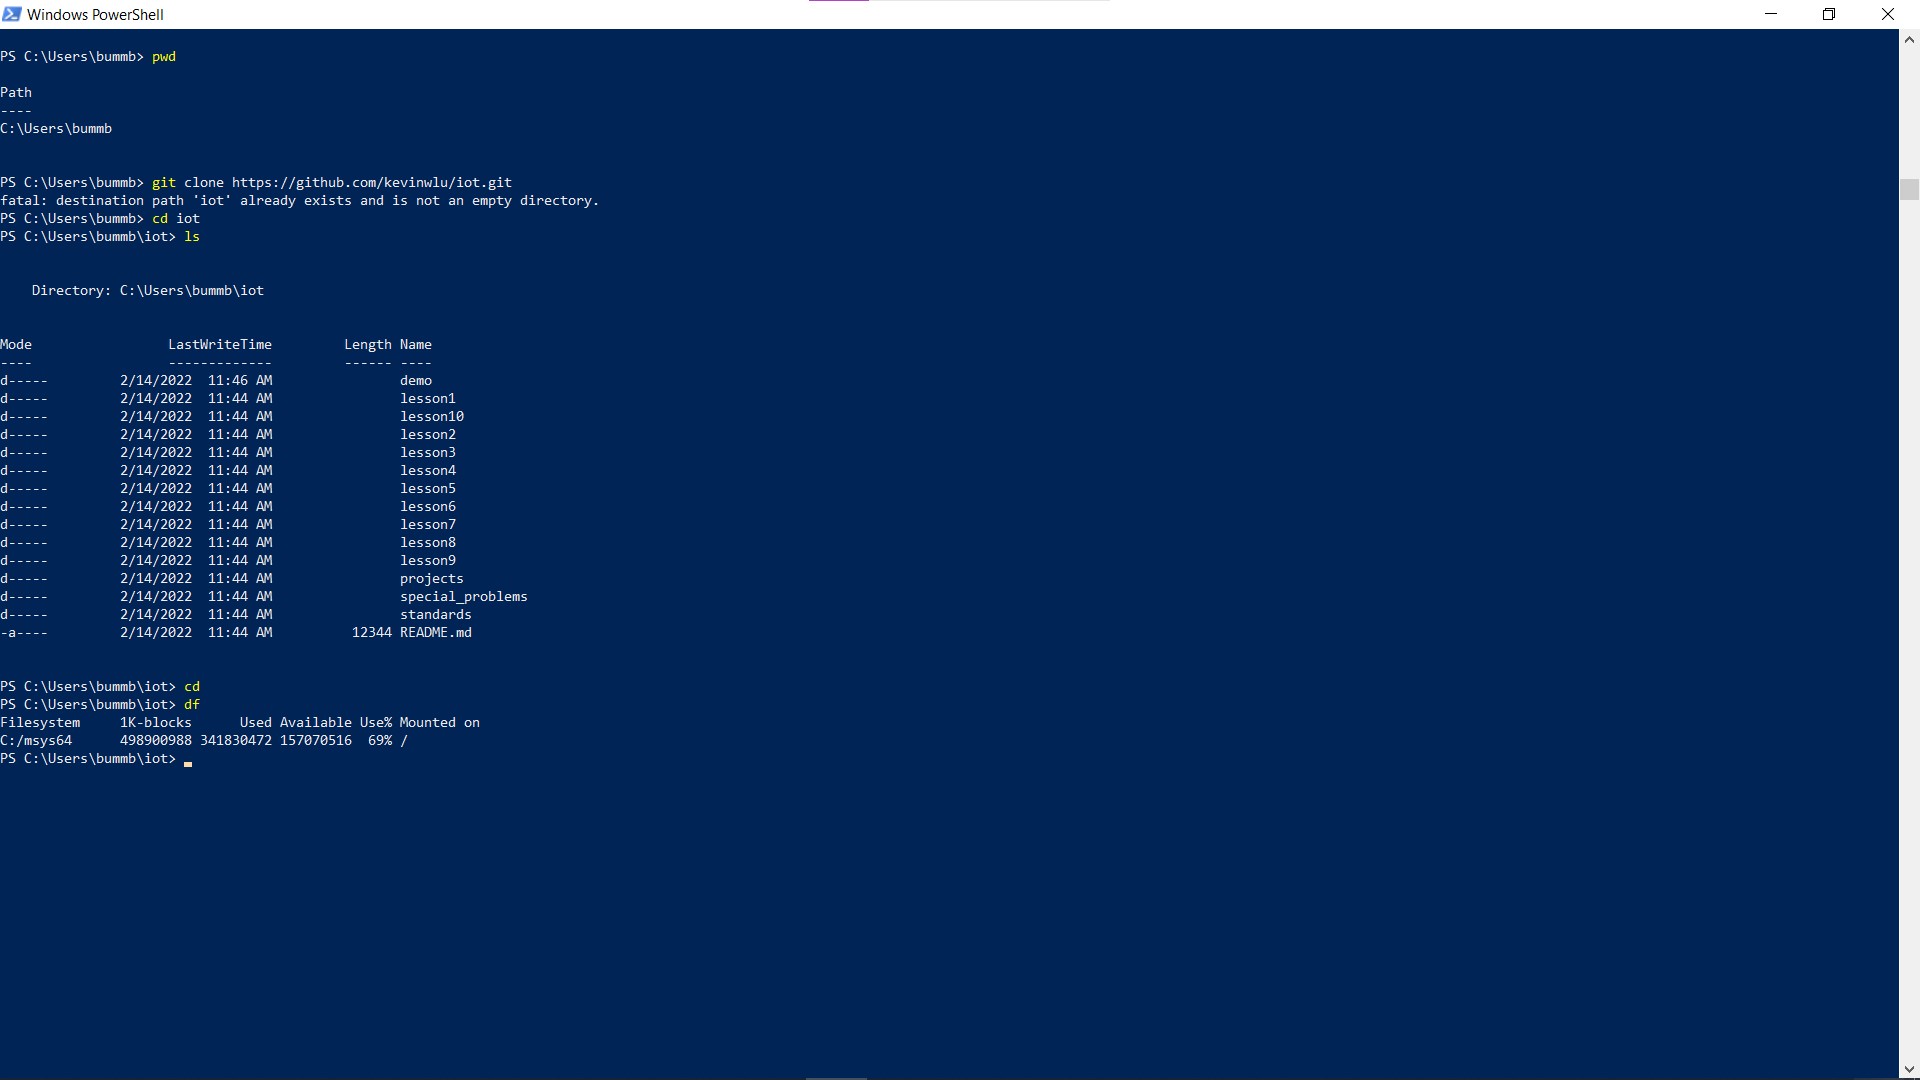 Windows PowerShell
PS C:\Users\bummb> pwd
Path
----
C:\Users\bummb
PS C:\Users\bummb> git clone https://github.com/kevinwlu/iot.git
fatal: destination path 'iot' already exists and is not an empty directory.
PS C:\Users\bummb> cd iot
PS C:\Users\bummb\iot> ls
    Directory: C:\Users\bummb\iot
Mode                 LastWriteTime         Length Name
----                 -------------         ------ ----
d-----         2/14/2022  11:46 AM                demo
d-----         2/14/2022  11:44 AM                lesson1
d-----         2/14/2022  11:44 AM                lesson10
d-----         2/14/2022  11:44 AM                lesson2
d-----         2/14/2022  11:44 AM                lesson3
d-----         2/14/2022  11:44 AM                lesson4
d-----         2/14/2022  11:44 AM                lesson5
d-----         2/14/2022  11:44 AM                lesson6
d-----         2/14/2022  11:44 AM                lesson7
d-----         2/14/2022  11:44 AM                lesson8
d-----         2/14/2022  11:44 AM                lesson9
d-----         2/14/2022  11:44 AM                projects
d-----         2/14/2022  11:44 AM                special_problems
d-----         2/14/2022  11:44 AM                standards
-a----         2/14/2022  11:44 AM          12344 README.md
PS C:\Users\bummb\iot> cd
PS C:\Users\bummb\iot> df
Filesystem     1K-blocks      Used Available Use% Mounted on
C:/msys64      498900988 341830472 157070516  69% /
PS C:\Users\bummb\iot>